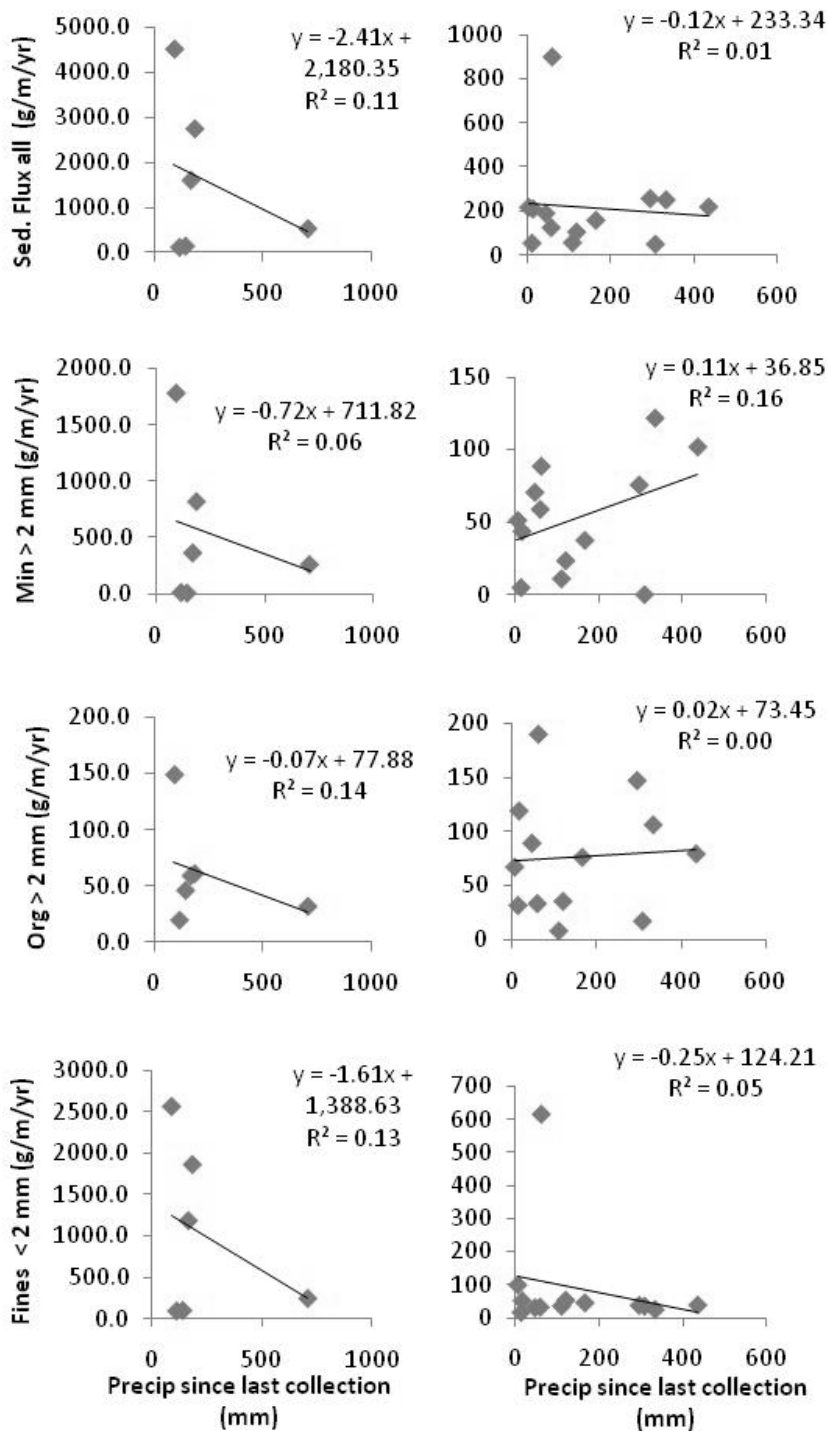 Sed. Flux all (g/m/yr)
5000.0
4000.0
3000.0
2000.0
1000.0
0.0
0 500 1000
y = -2.41x +
2,180.35
R² = 0.11
1000
800
600
400
200
0
0 200 400 600
y = -0.12x + 233.34
R² = 0.01
Min > 2 mm (g/m/yr)
2000.0
1500.0
1000.0
500.0
0.0
0 500 1000
y = -0.72x + 711.82
R² = 0.06
150
100
50
0
0 200 400 600
y = 0.11x + 36.85
R² = 0.16
Org > 2 mm (g/m/yr)
200.0
150.0
100.0
50.0
0.0
0 500 1000
y = -0.07x + 77.88
R² = 0.14
200
150
100
50
0
0 200 400 600
y = 0.02x + 73.45
R² = 0.00
Fines < 2 mm (g/m/yr)
3000.0
2500.0
2000.0
1500.0
1000.0
500.0
0.0
0 500 1000
y = -1.61x +
1,388.63
R² = 0.13
Precip since last collection
(mm)
700
600
500
400
300
200
100
0
0 200 400 600
y = -0.25x + 124.21
R² = 0.05
Precip since last collection
(mm)